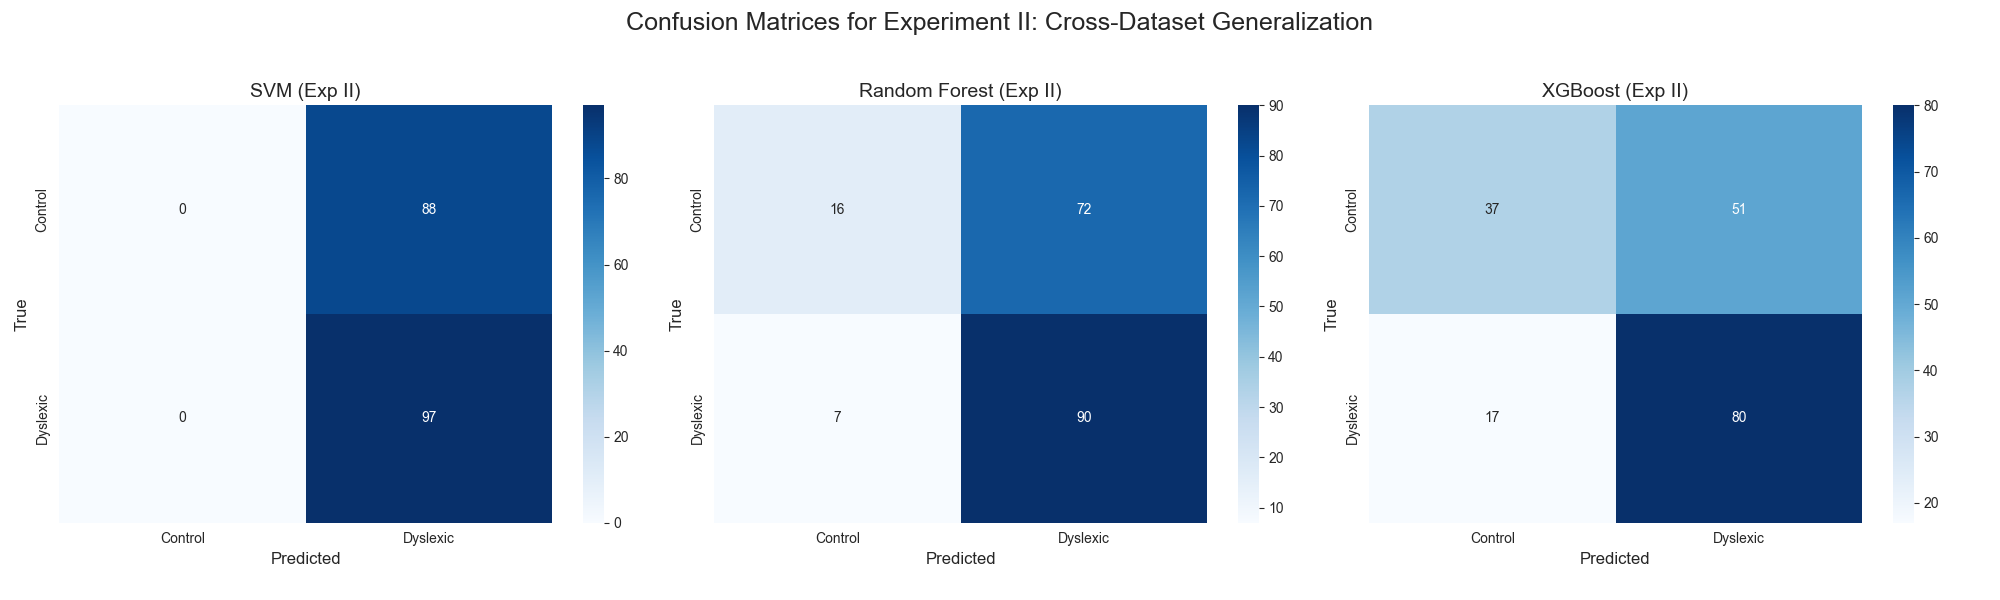 Confusion Matrices for Experiment II: Cross-Dataset Generalization
SVM (Exp II)
Control
Dyslexic
True
0
88
0
97
Control
Dyslexic
Predicted
80
60
40
20
0
Random Forest (Exp II)
Control
Dyslexic
True
16
72
7
90
Control
Dyslexic
Predicted
90
80
70
60
50
40
30
20
10
XGBoost (Exp II)
Control
Dyslexic
True
37
51
17
80
Control
Dyslexic
Predicted
80
70
60
50
40
30
20